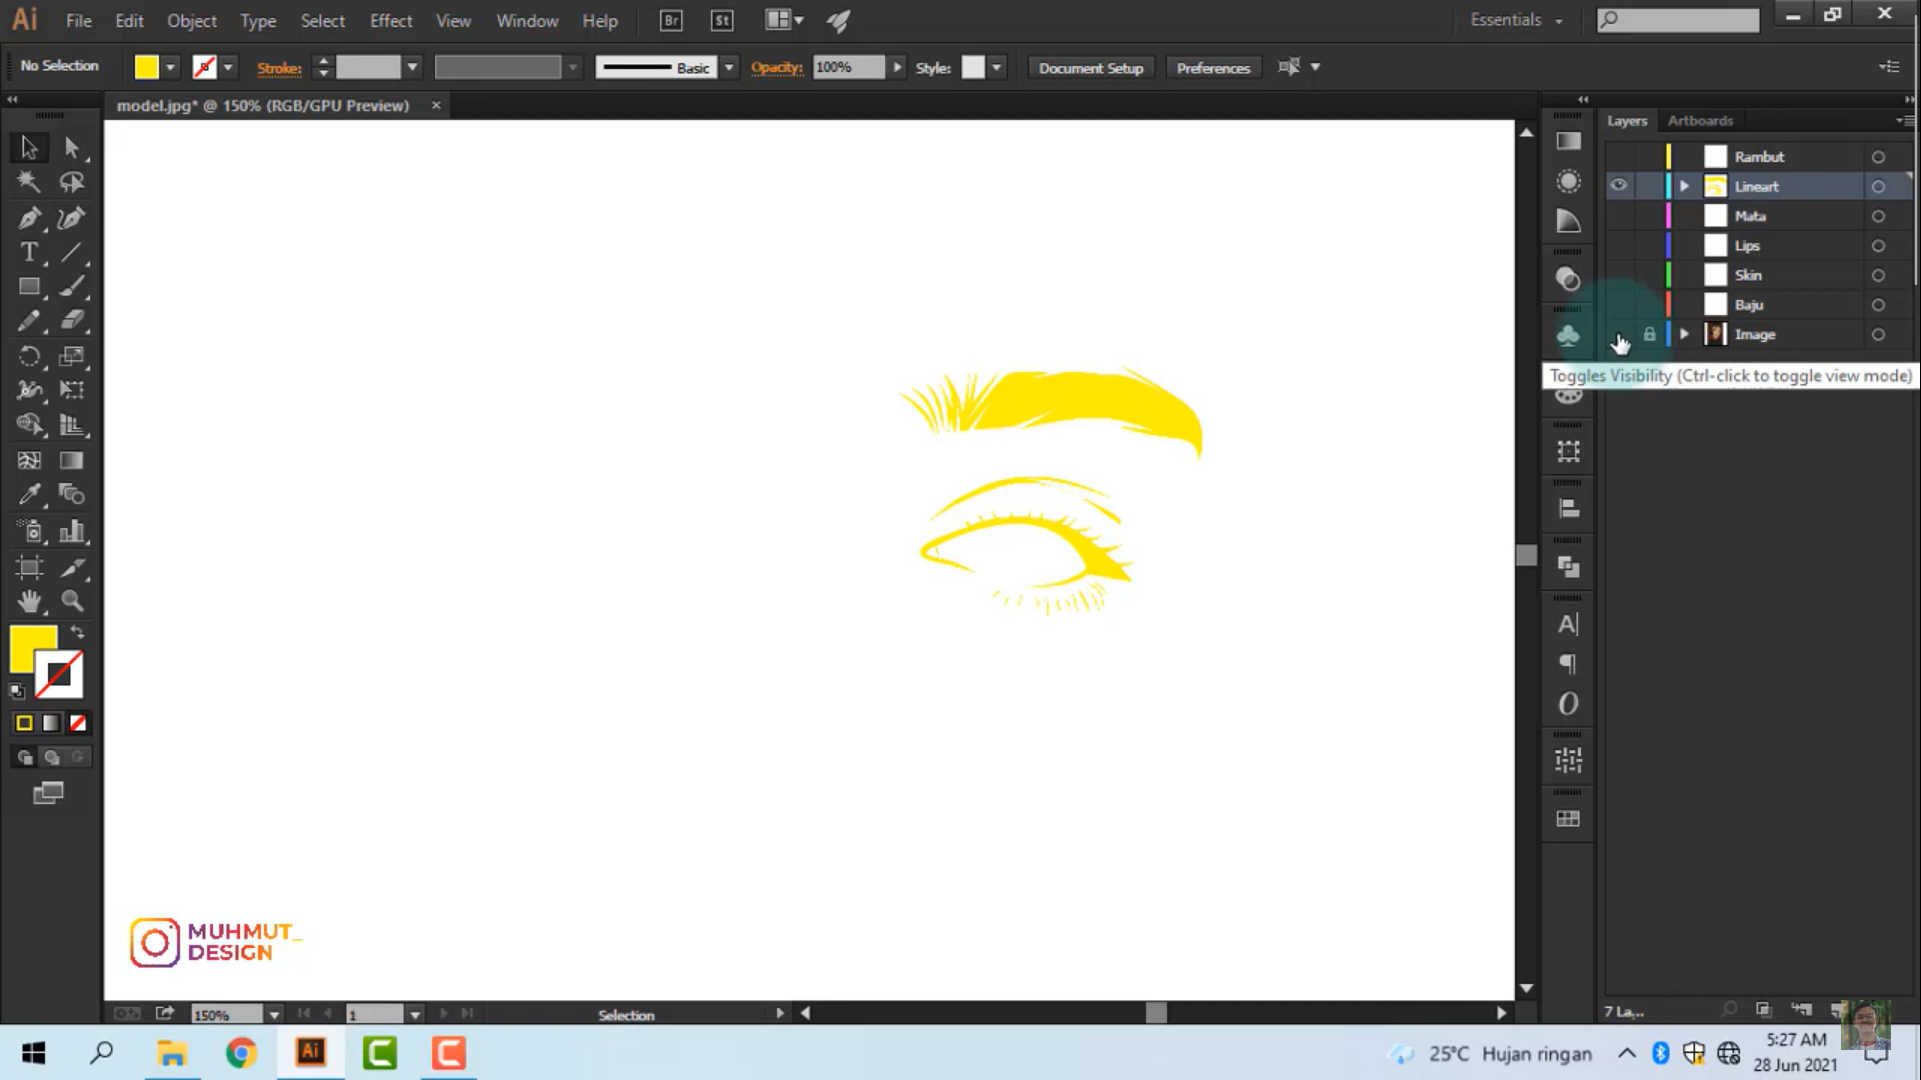 Ai File Edit Object Type Select Effect View Window Help Br St Essentials
No Selection Stroke: Basic Opacity: 100% Style: Document Setup Preferences
model.jpg* @ 150% (RGB/GPU Preview) ×
Layers Artboards
Rambut
Lineart
Mata
Lips
Skin
Baju
Image
Toggles Visibility (Ctrl-click to toggle view mode)
MUHMUT_
DESIGN
150% 1 Selection
7 La...
25°C Hujan ringan
5:27 AM
28 Jun 2021